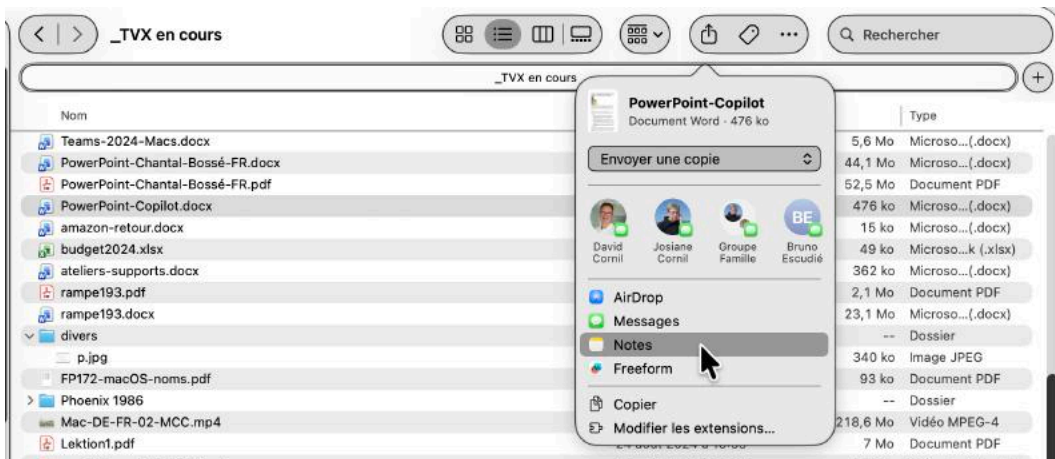 _TVX en cours
Rechercher
_TVX en cours
Nom
Type
Teams-2024-Macs.docx 5,6 Mo Microso...(.docx)
PowerPoint-Chantal-Bossé-FR.docx 44,1 Mo Microso...(.docx)
PowerPoint-Chantal-Bossé-FR.pdf 52,5 Mo Document PDF
PowerPoint-Copilot.docx 476 ko Microso...(.docx)
amazon-retour.docx 15 ko Microso...(.docx)
budget2024.xlsx 49 ko Microso...k (.xlsx)
ateliers-supports.docx 362 ko Microso...(.docx)
rampe193.pdf 2,1 Mo Document PDF
rampe193.docx 23,1 Mo Microso...(.docx)
divers -- Dossier
p.jpg 340 ko Image JPEG
FP172-macOS-noms.pdf 93 ko Document PDF
Phoenix 1986 -- Dossier
Mac-DE-FR-02-MCC.mp4 218,6 Mo Vidéo MPEG-4
Lektion1.pdf 7 Mo Document PDF
PowerPoint-Copilot
Document Word - 476 ko
Envoyer une copie
BE
David Josiane Groupe Bruno
Cornil Cornil Famille Escudié
AirDrop
Messages
Notes
Freeform
Copier
Modifier les extensions...